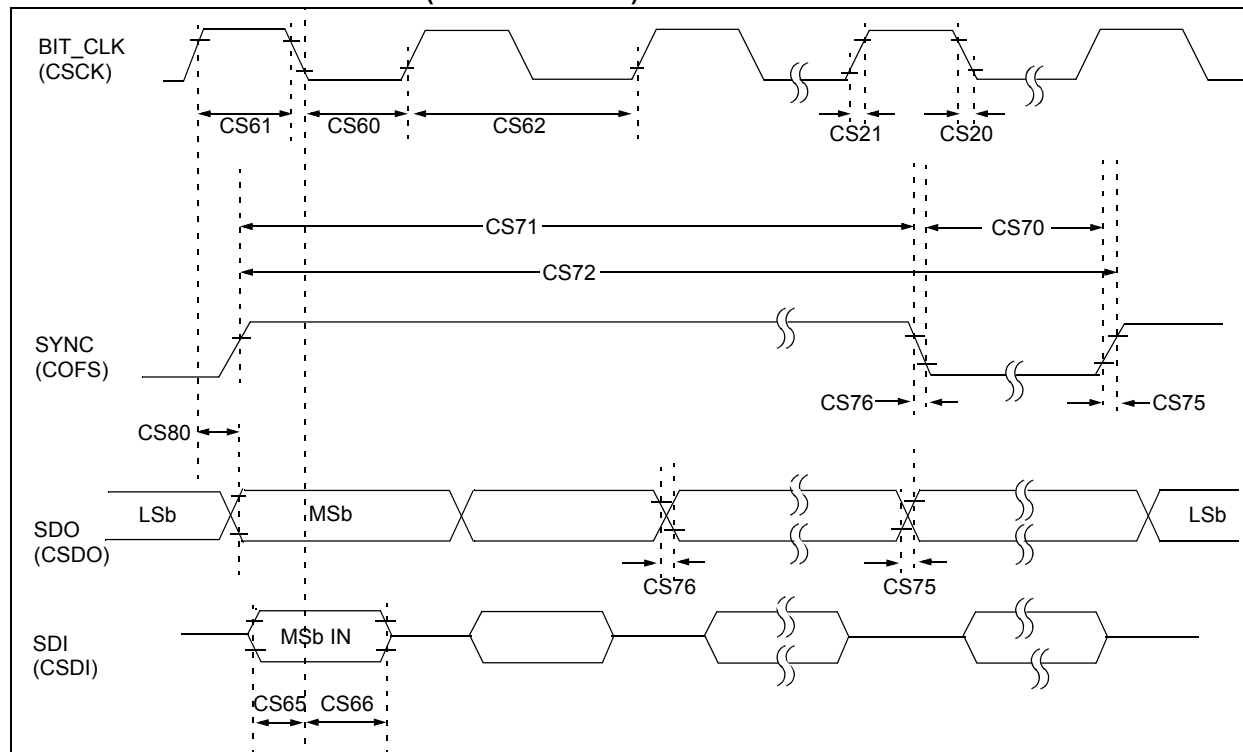 BIT_CLK
(CSCK)
CS61
CS60
CS62
CS21
CS20
CS71
CS70
CS72
SYNC
(COFS)
CS76
CS75
CS80
LSb
MSb
LSb
SDO
(CSDO)
CS76
CS75
SDI
(CSDI)
MSb IN
CS65
CS66